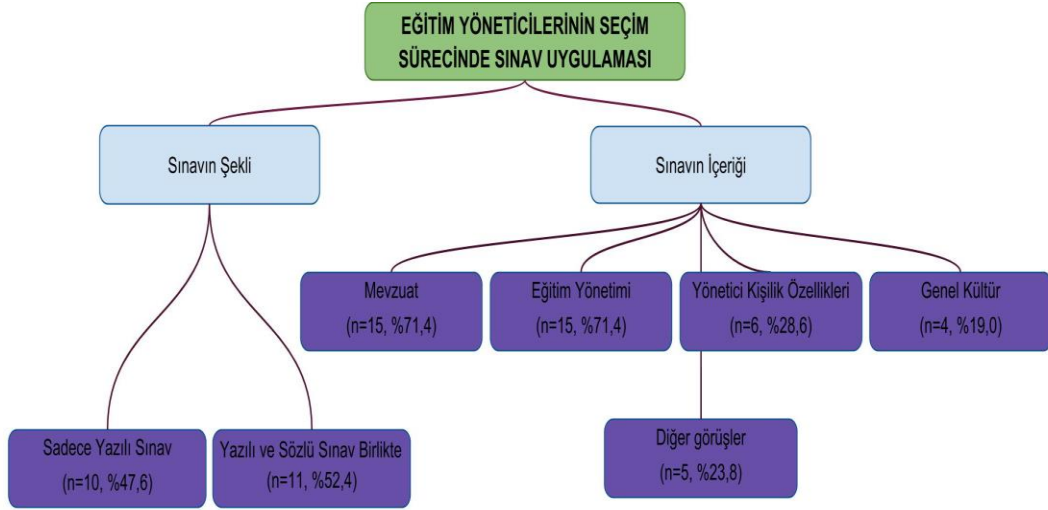 EĞİTİM YÖNETİCİLERİNİN SEÇİM
SÜRECİNDE SINAV UYGULAMASI
Sınavın Şekli
Sınavın İçeriği
Mevzuat
(n=15, %71,4)
Eğitim Yönetimi
(n=15, %71,4)
Yönetici Kişilik Özellikleri
(n=6, %28,6)
Genel Kültür
(n=4, %19,0)
Sadece Yazılı Sınav
(n=10, %47,6)
Yazılı ve Sözlü Sınav Birlikte
(n=11, %52,4)
Diğer görüşler
(n=5, %23,8)